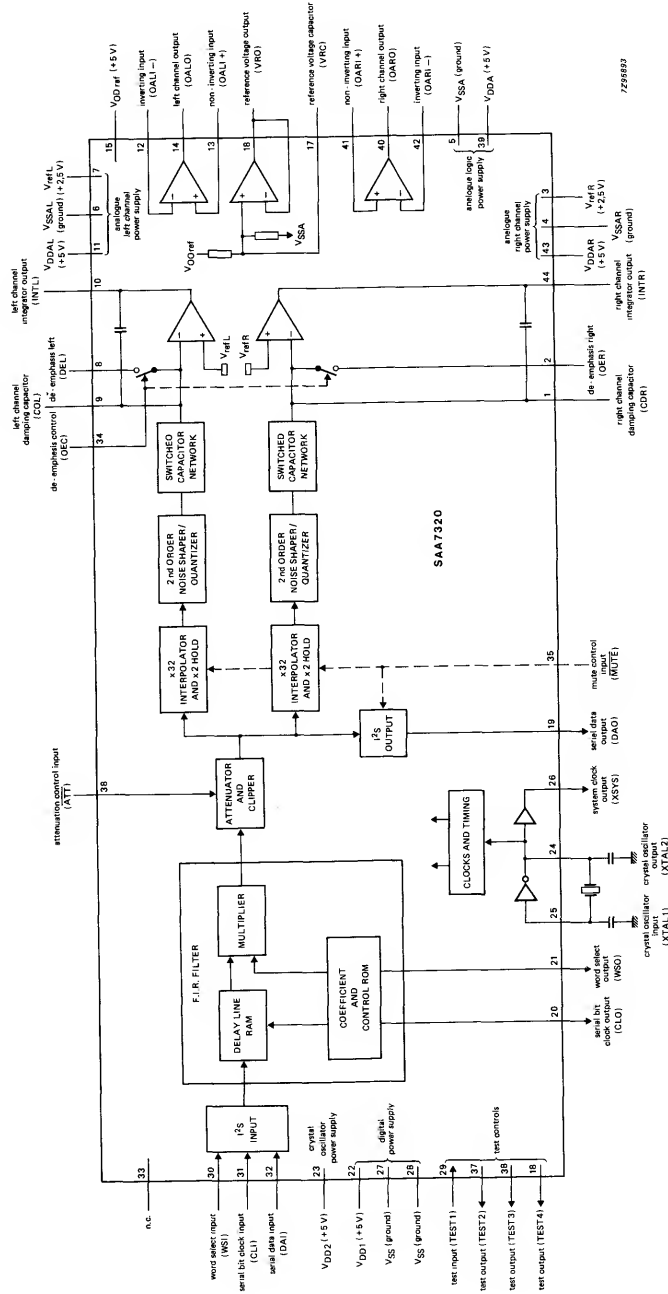 left channel
damping capacitor
(COL)
de-emphasis control
(OEC)
34
9
de-emphasis left
(DEL)
8
left channel
integrator output
(INTL)
10
VDDAL
(+5 V)
11
VSSAL
(ground)
6
VrefL
(+2,5 V)
7
analogue
left channel
power supply
15
VDD ref (+5 V)
12
inverting input
(OALI −)
14
left channel output
(OALO)
13
non-inverting input
(OALI +)
18
reference voltage output
(VRO)
17
reference voltage capacitor
(VRC)
41
non-inverting input
(OARI +)
40
right channel output
(OARO)
42
inverting input
(OARI −)
5
VSSA (ground)
39
VDDA (+5 V)
analogue logic
power supply
3
VrefR
(+2,5 V)
4
VSSAR
(ground)
43
VDDAR
(+5 V)
analogue
right channel
power supply
44
right channel
integrator output
(INTR)
2
de-emphasis right
(OER)
1
right channel
damping capacitor
(CDR)
VDDref
VSSA
VrefL
VrefR
SWITCHED
CAPACITOR
NETWORK
2nd ORDER
NOISE SHAPER/
QUANTIZER
x32
INTERPOLATOR
AND x2 HOLD
SWITCHED
CAPACITOR
NETWORK
2nd ORDER
NOISE SHAPER/
QUANTIZER
x32
INTERPOLATOR
AND x2 HOLD
SAA7320
35
mute control
input
(MUTE)
I²S
OUTPUT
19
serial data
output
(DAO)
attenuation control input
(ATT)
38
ATTENUATOR
AND
CLIPPER
CLOCKS AND TIMING
26
system clock
output
(XSYS)
24
crystal oscillator
output
(XTAL2)
25
crystal oscillator
input
(XTAL1)
F.I.R. FILTER
MULTIPLIER
DELAY LINE
RAM
COEFFICIENT
AND
CONTROL ROM
21
word select
output
(WSO)
20
serial bit
clock output
(CLO)
I²S
INPUT
33
n.c.
30
word select input
(WSI)
31
serial bit clock input
(CLI)
32
serial data input
(DAI)
23
VDD2 (+5 V)
crystal
oscillator
power supply
22
VDD1 (+5 V)
27
VSS (ground)
28
VSS (ground)
digital
power supply
29
test input (TEST1)
37
test output (TEST2)
38
test output (TEST3)
18
test output (TEST4)
test controls
7Z95893